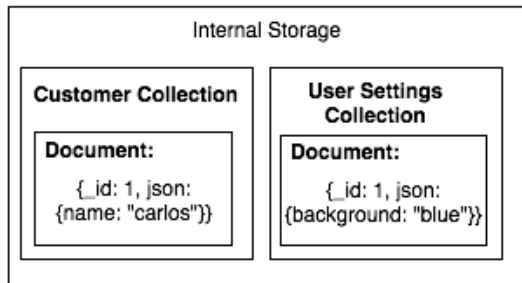 Internal Storage
Customer Collection
Document:
{_id: 1, json:
{name: "carlos"}}
User Settings
Collection
Document:
{_id: 1, json:
{background: "blue"}}